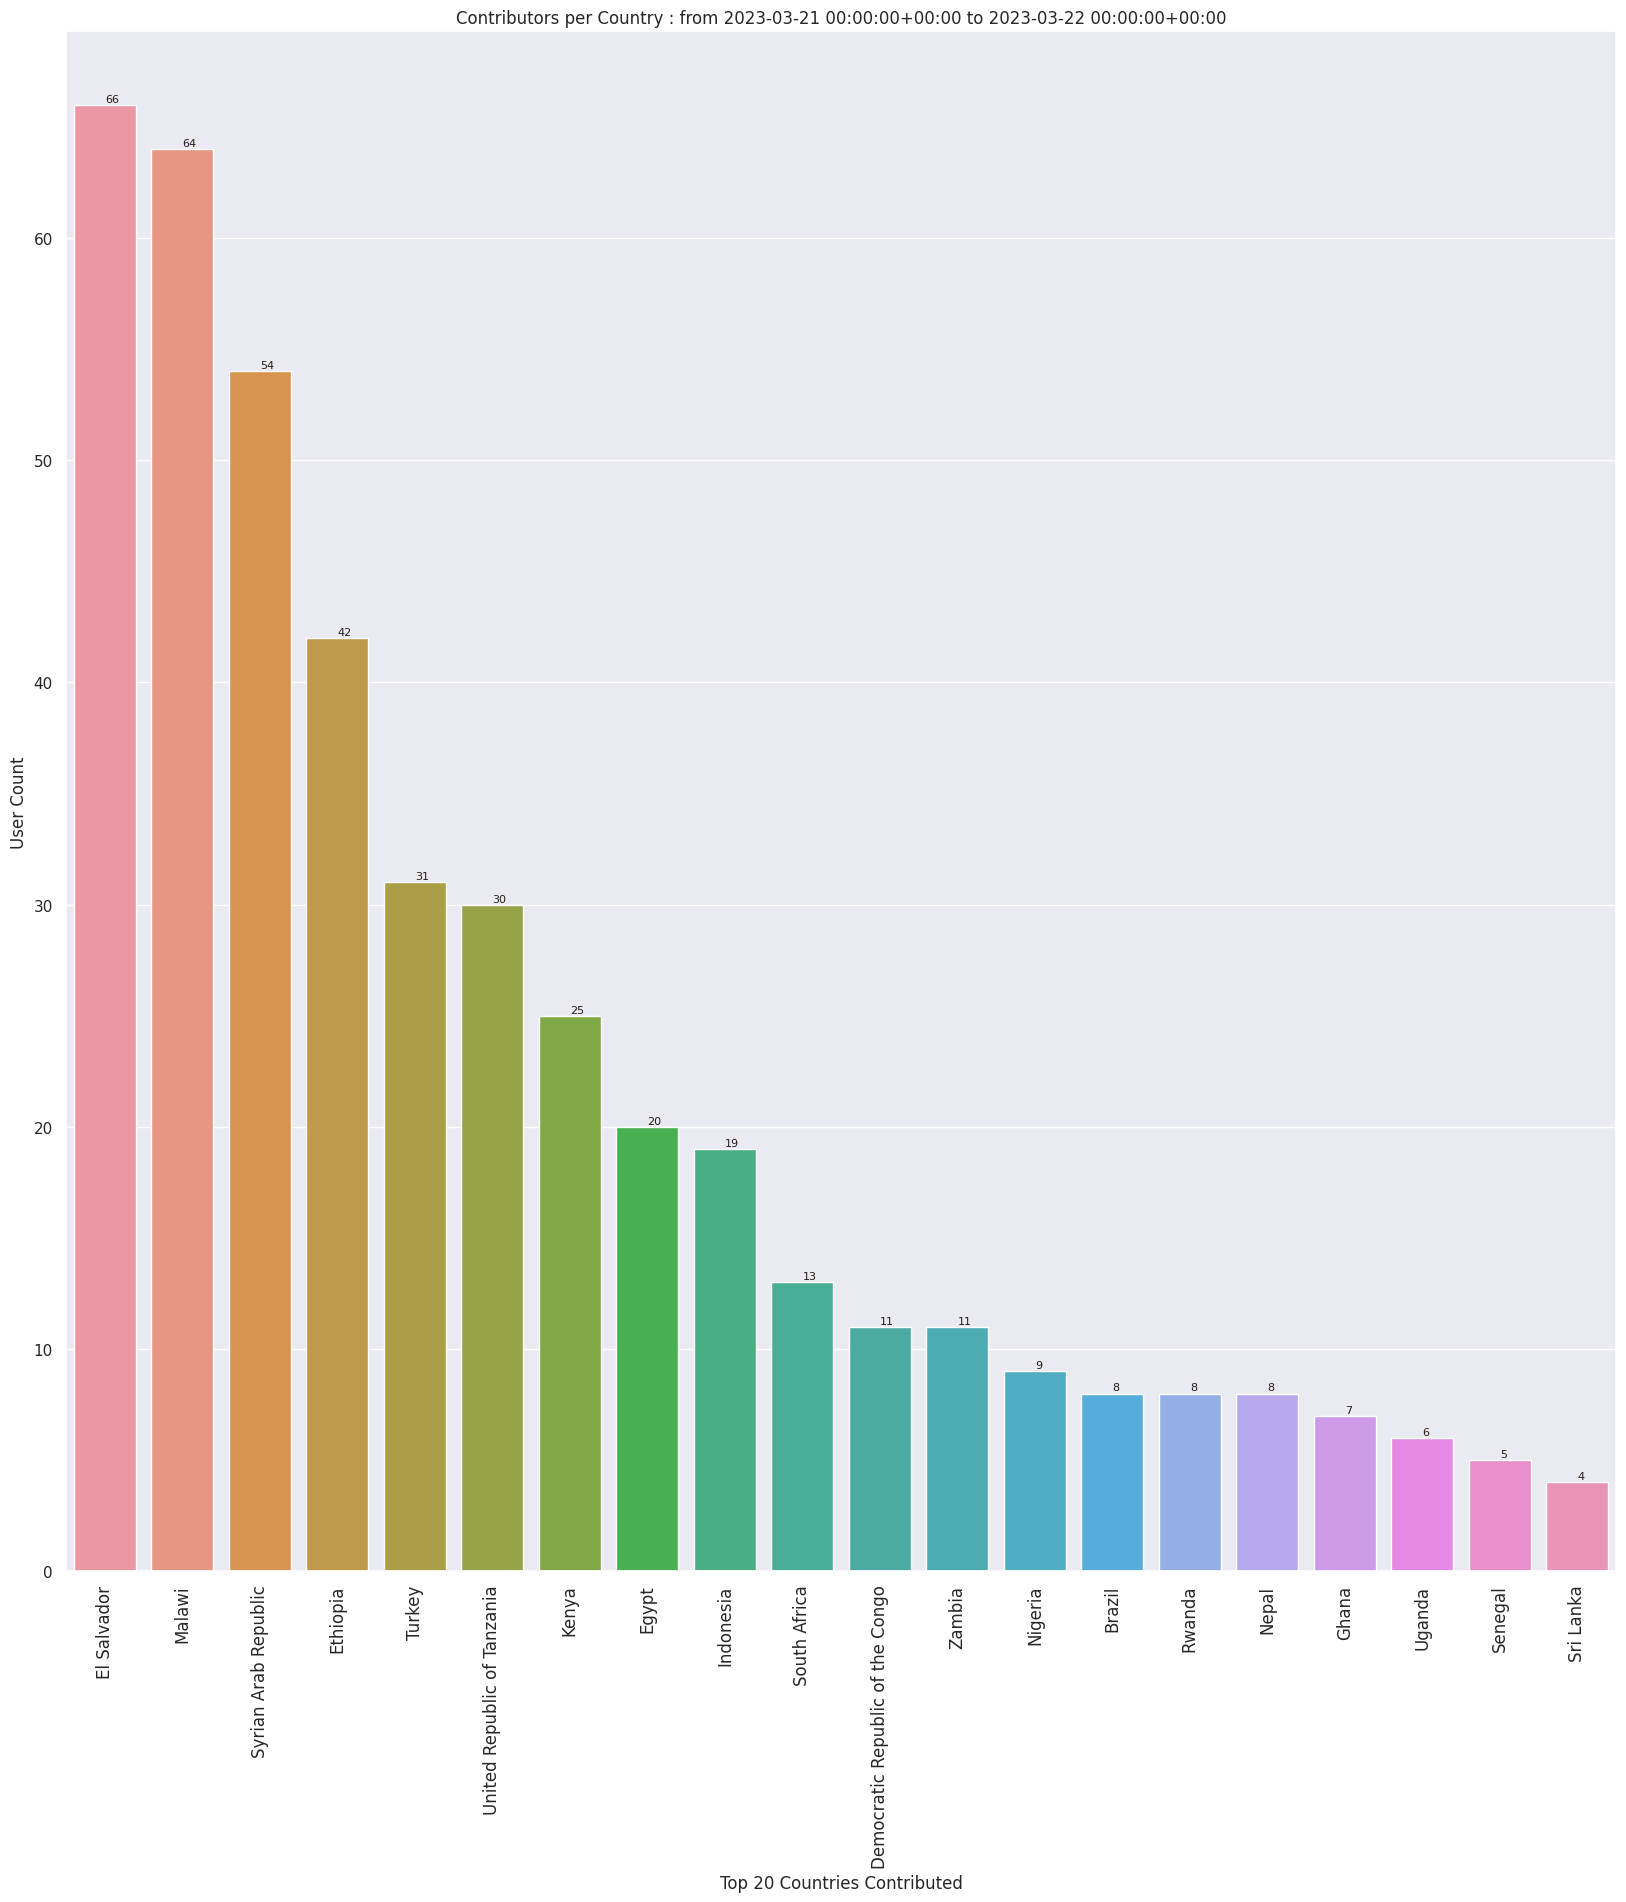 Contributors per Country : from 2023-03-21 00:00:00+00:00 to 2023-03-22 00:00:00+00:00
User Count
60
50
40
30
20
10
0
66
64
54
42
31
30
25
20
19
13
11
11
9
8
8
8
7
6
5
4
El Salvador
Malawi
Syrian Arab Republic
Ethiopia
Turkey
United Republic of Tanzania
Kenya
Egypt
Indonesia
South Africa
Democratic Republic of the Congo
Zambia
Nigeria
Brazil
Rwanda
Nepal
Ghana
Uganda
Senegal
Sri Lanka
Top 20 Countries Contributed